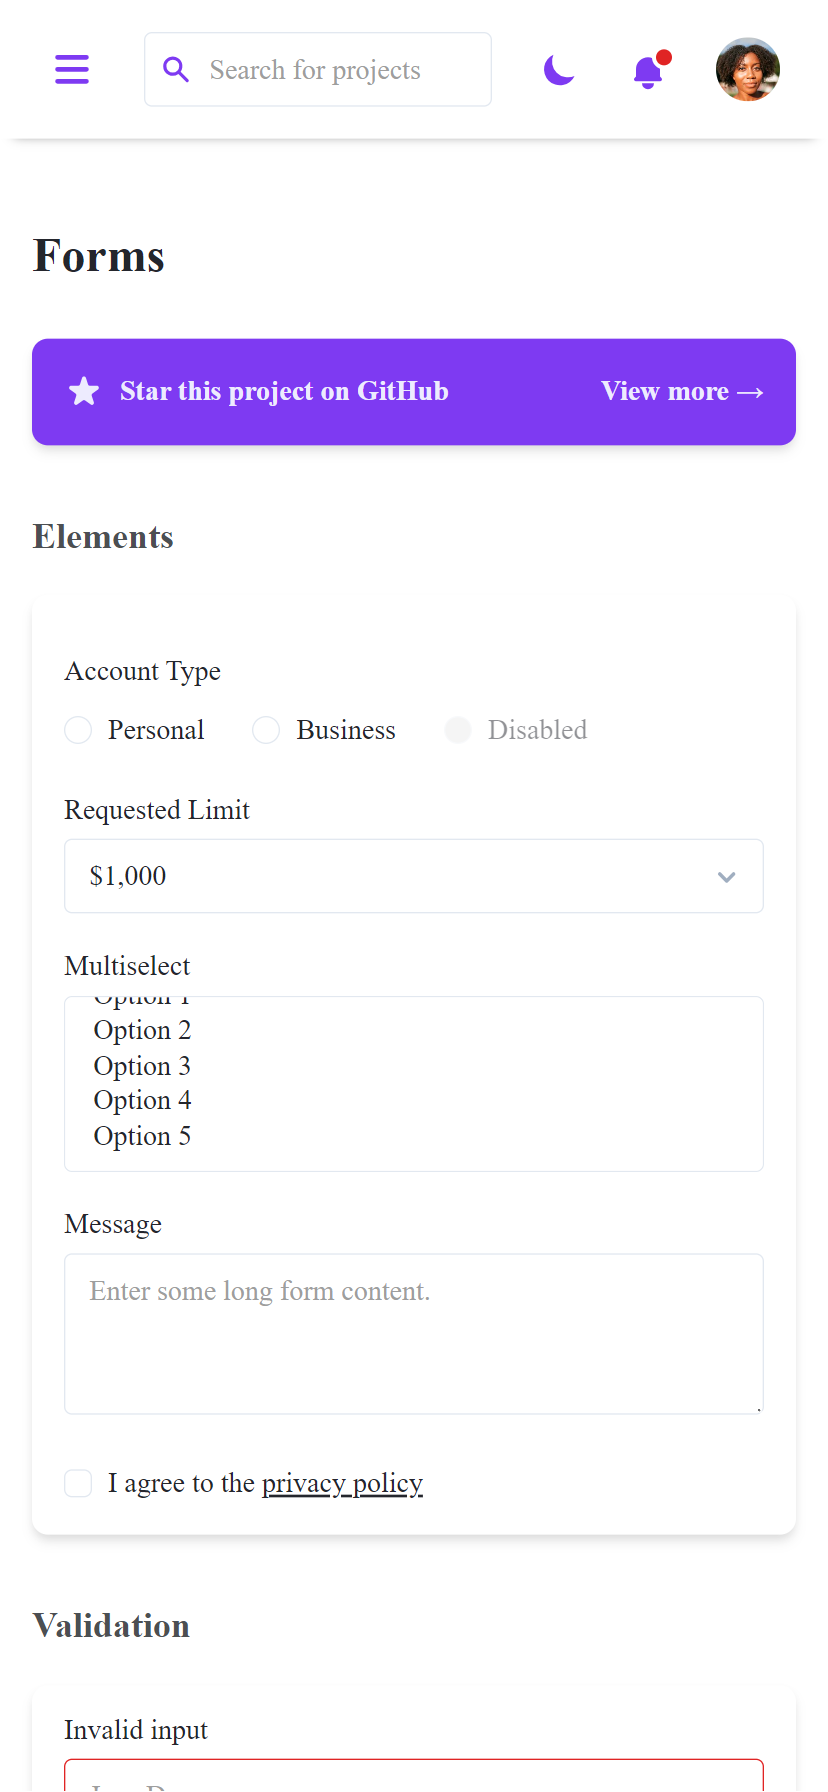 Search for projects
Forms
Star this project on GitHub View more →
Elements
Account Type
Personal Business Disabled
Requested Limit
$1,000
Multiselect
Option 1
Option 2
Option 3
Option 4
Option 5
Message
Enter some long form content.
I agree to the privacy policy
Validation
Invalid input